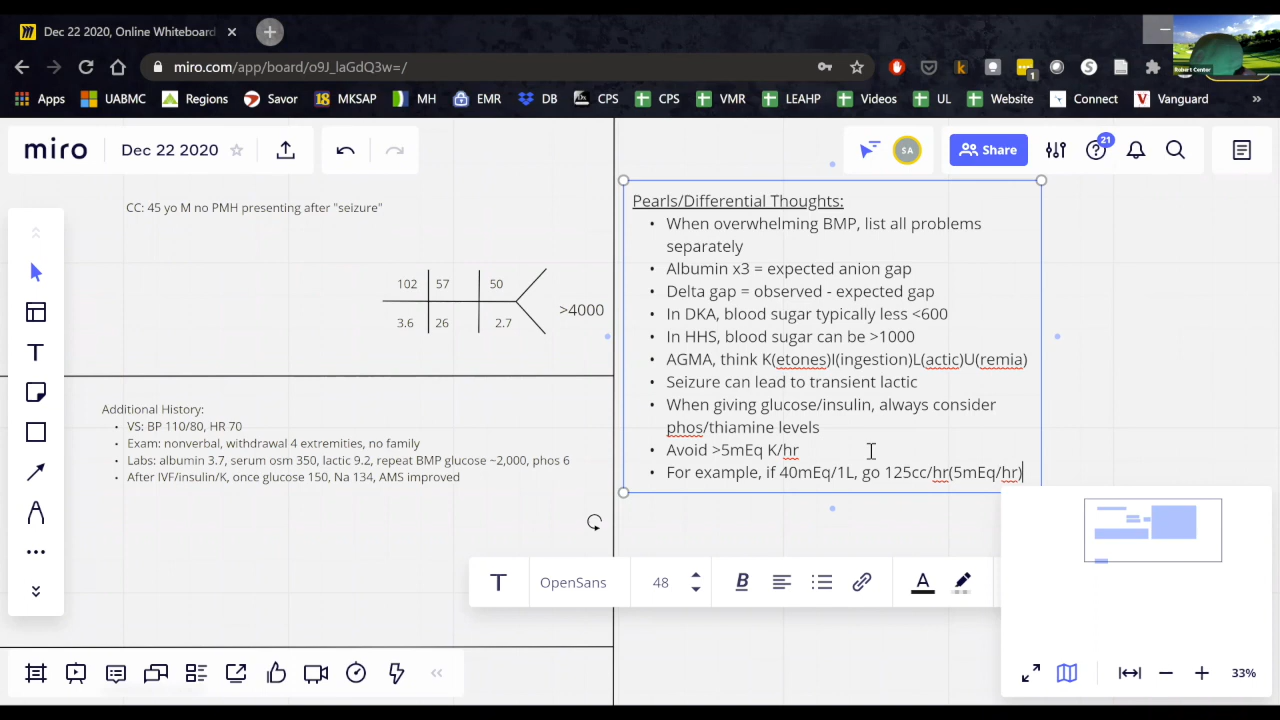 Dec 22 2020, Online Whiteboard
miro.com/app/board/o9J_laGdQ3w=/
1
Robert Centor
Apps
UABMC
Regions
Savor
18 MKSAP
MH
EMR
DB
CPS
CPS
VMR
LEAHP
Videos
UL
Website
Connect
Vanguard
»
miro
Dec 22 2020
SA
Share
21
CC: 45 yo M no PMH presenting after "seizure"
102 57 50
>4000
3.6 26 2.7
Additional History:
• VS: BP 110/80, HR 70
• Exam: nonverbal, withdrawal 4 extremities, no family
• Labs: albumin 3.7, serum osm 350, lactic 9.2, repeat BMP glucose ~2,000, phos 6
• After IVF/insulin/K, once glucose 150, Na 134, AMS improved
Pearls/Differential Thoughts:
• When overwhelming BMP, list all problems
separately
• Albumin x3 = expected anion gap
• Delta gap = observed - expected gap
• In DKA, blood sugar typically less <600
• In HHS, blood sugar can be >1000
• AGMA, think K(etones)I(ingestion)L(actic)U(remia)
• Seizure can lead to transient lactic
• When giving glucose/insulin, always consider
phos/thiamine levels
• Avoid >5mEq K/hr
• For example, if 40mEq/1L, go 125cc/hr(5mEq/hr)
T
OpenSans
48
B
A
33%